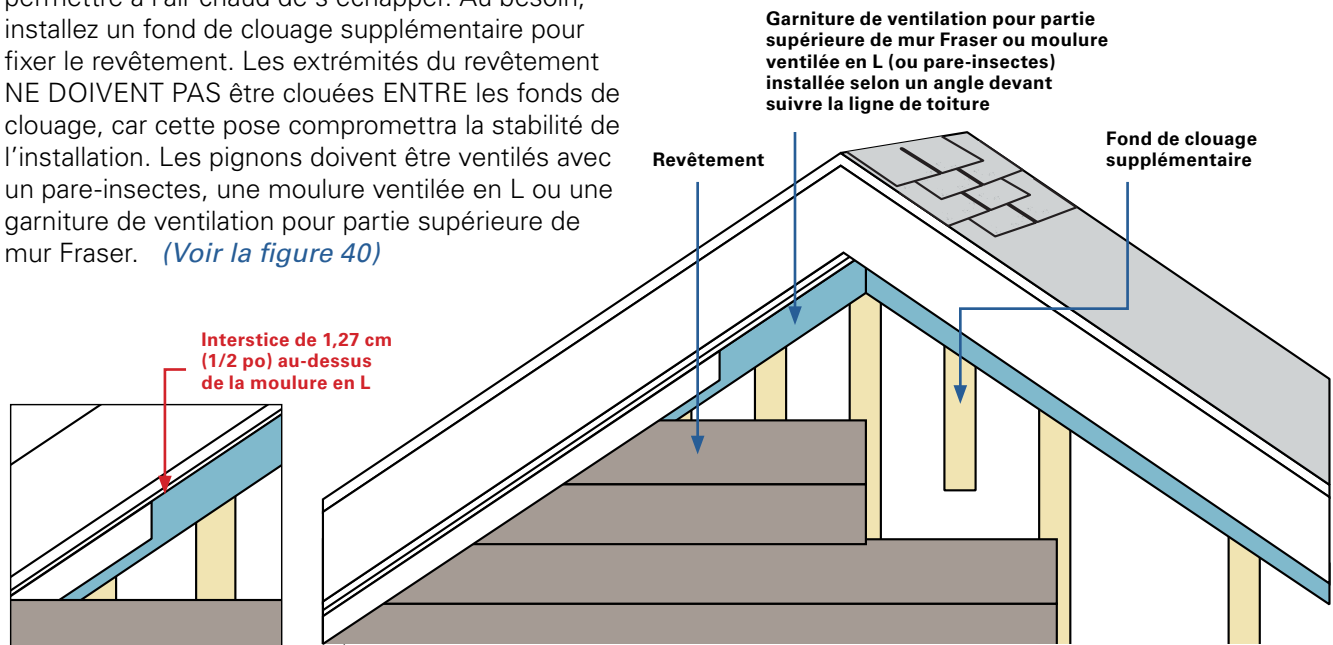 permettre à l'air chaud de s'échapper. Au besoin,
installez un fond de clouage supplémentaire pour
fixer le revêtement. Les extrémités du revêtement
NE DOIVENT PAS être clouées ENTRE les fonds de
clouage, car cette pose compromettra la stabilité de
l'installation. Les pignons doivent être ventilés avec
un pare-insectes, une moulure ventilée en L ou une
garniture de ventilation pour partie supérieure de
mur Fraser. (Voir la figure 40)
Garniture de ventilation pour partie
supérieure de mur Fraser ou moulure
ventilée en L (ou pare-insectes)
installée selon un angle devant
suivre la ligne de toiture
Revêtement
Fond de clouage
supplémentaire
Interstice de 1,27 cm
(1/2 po) au-dessus
de la moulure en L